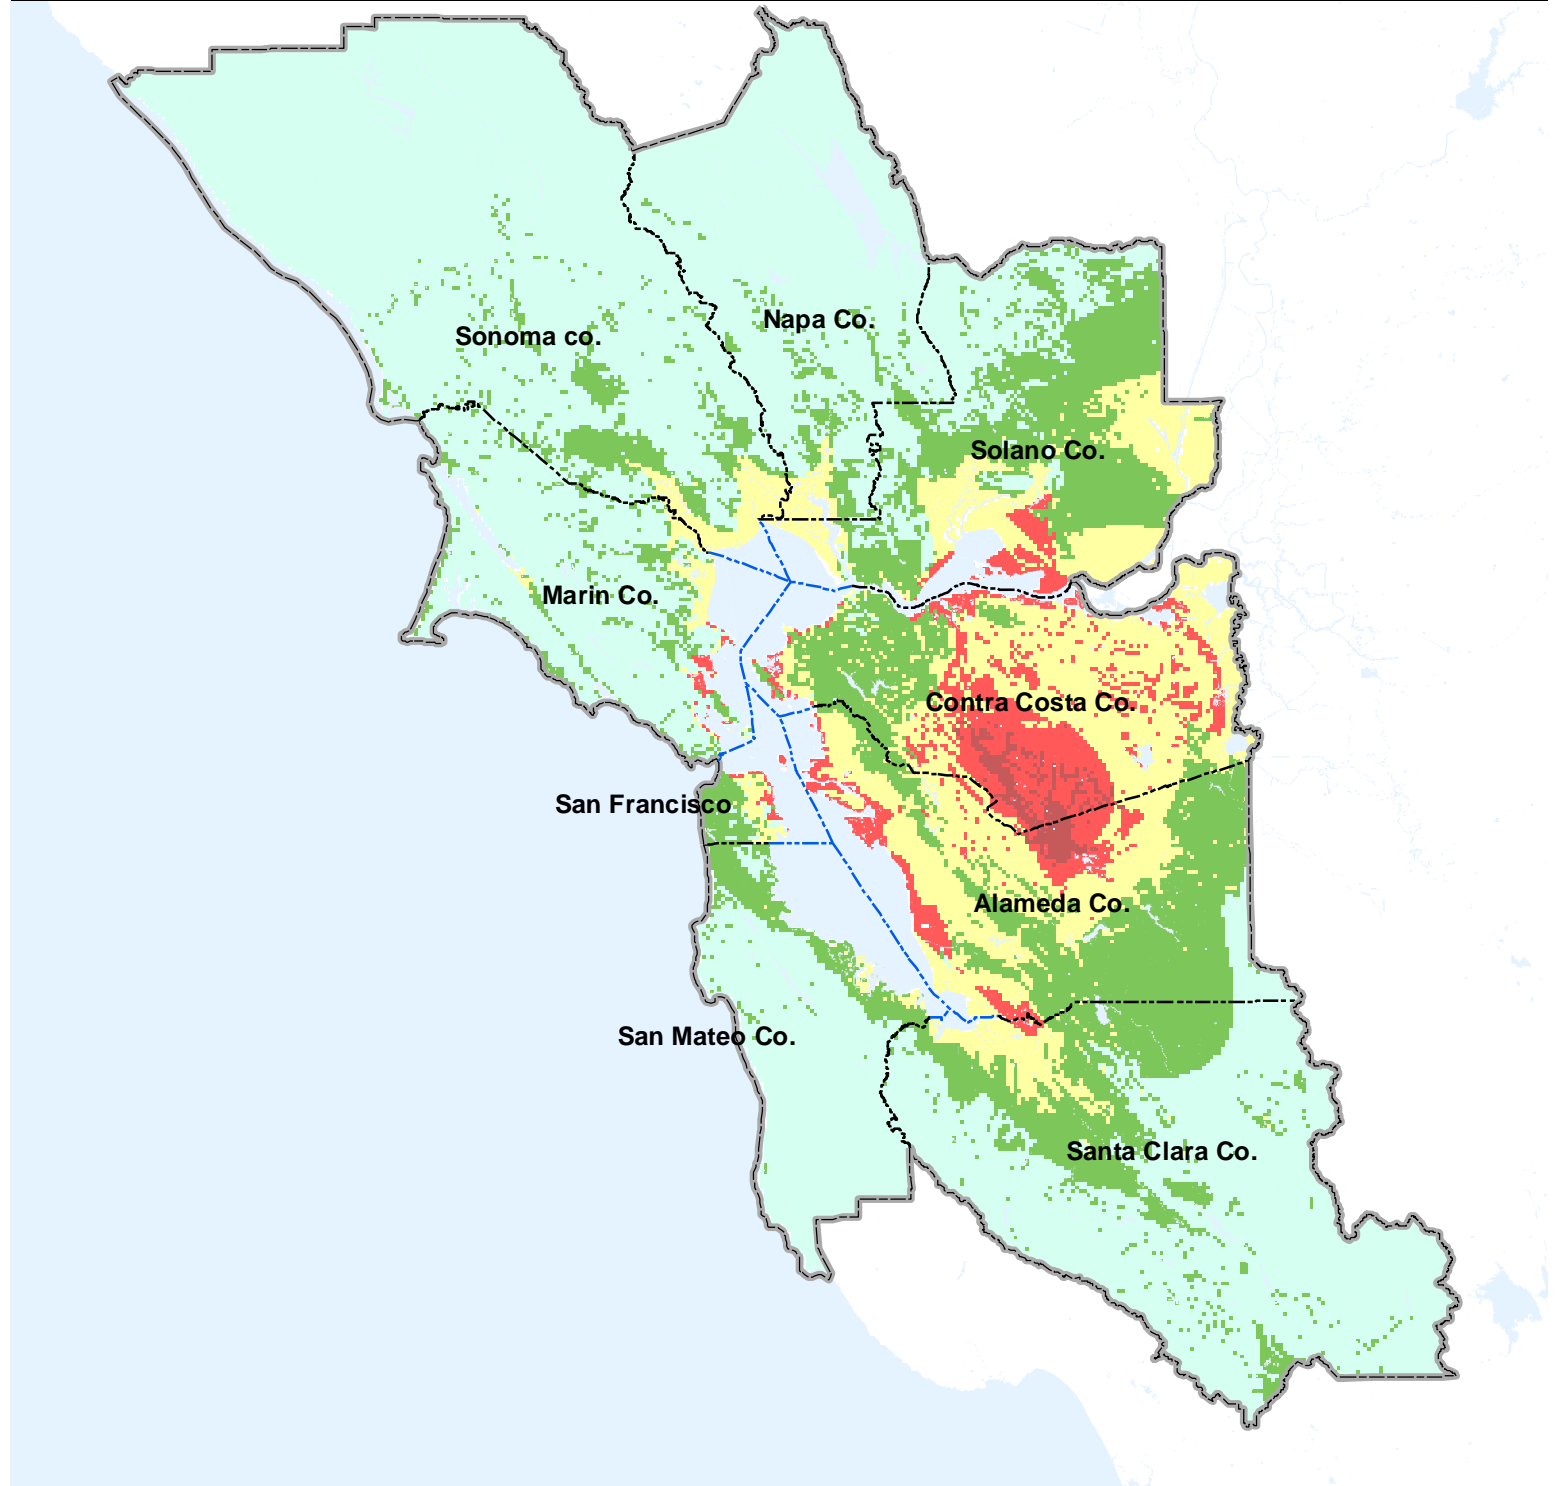 Napa Co.
Sonoma co.
Solano Co.
Marin Co.
Contra Costa Co.
San Francisco
Alameda Co.
San Mateo Co.
Santa Clara Co.